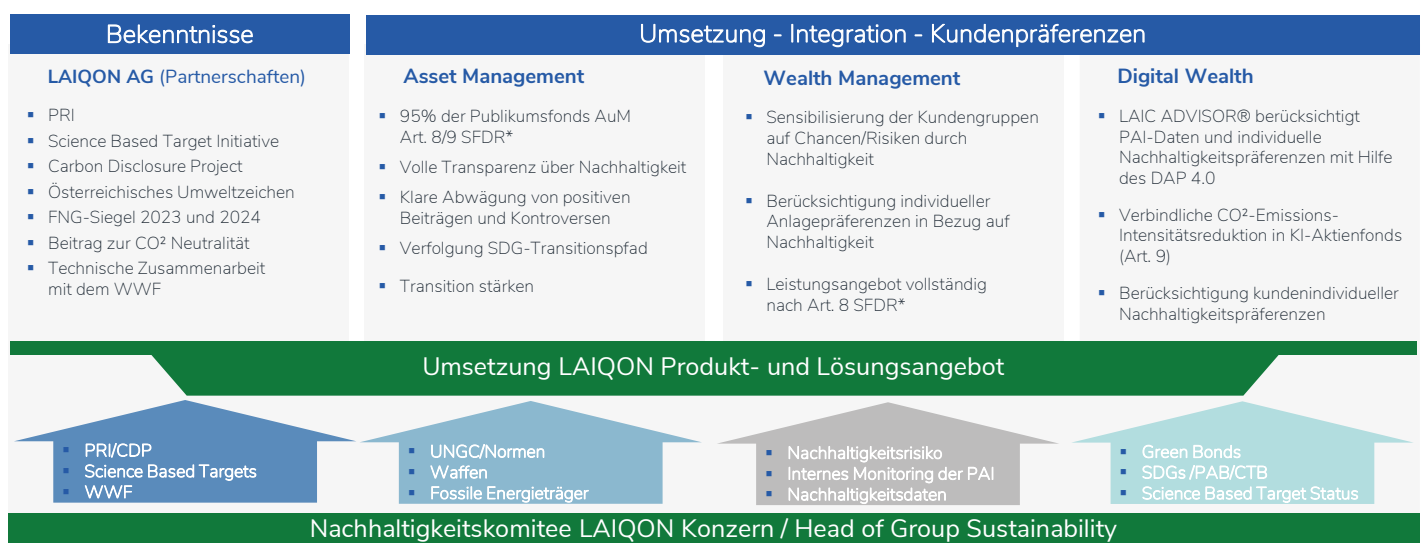 Bekenntnisse
Umsetzung - Integration - Kundenpräferenzen
LAIQON AG (Partnerschaften)
▪ PRI
▪ Science Based Target Initiative
▪ Carbon Disclosure Project
▪ Österreichisches Umweltzeichen
▪ FNG-Siegel 2023 und 2024
▪ Beitrag zur CO² Neutralität
▪ Technische Zusammenarbeit
mit dem WWF
Asset Management
▪ 95% der Publikumsfonds AuM
Art. 8/9 SFDR*
▪ Volle Transparenz über Nachhaltigkeit
▪ Klare Abwägung von positiven
Beiträgen und Kontroversen
▪ Verfolgung SDG-Transitionspfad
▪ Transition stärken
Wealth Management
▪ Sensibilisierung der Kundengruppen
auf Chancen/Risiken durch
Nachhaltigkeit
▪ Berücksichtigung individueller
Anlagepräferenzen in Bezug auf
Nachhaltigkeit
▪ Leistungsangebot vollständig
nach Art. 8 SFDR*
Digital Wealth
▪ LAIC ADVISOR® berücksichtigt
PAI-Daten und individuelle
Nachhaltigkeitspräferenzen mit Hilfe
des DAP 4.0
▪ Verbindliche CO²-Emissions-
Intensitätsreduktion in KI-Aktienfonds
(Art. 9)
▪ Berücksichtigung kundenindividueller
Nachhaltigkeitspräferenzen
Umsetzung LAIQON Produkt- und Lösungsangebot
▪ PRI/CDP
▪ Science Based Targets
▪ WWF
▪ UNGC/Normen
▪ Waffen
▪ Fossile Energieträger
▪ Nachhaltigkeitsrisiko
▪ Internes Monitoring der PAI
▪ Nachhaltigkeitsdaten
▪ Green Bonds
▪ SDGs /PAB/CTB
▪ Science Based Target Status
Nachhaltigkeitskomitee LAIQON Konzern / Head of Group Sustainability